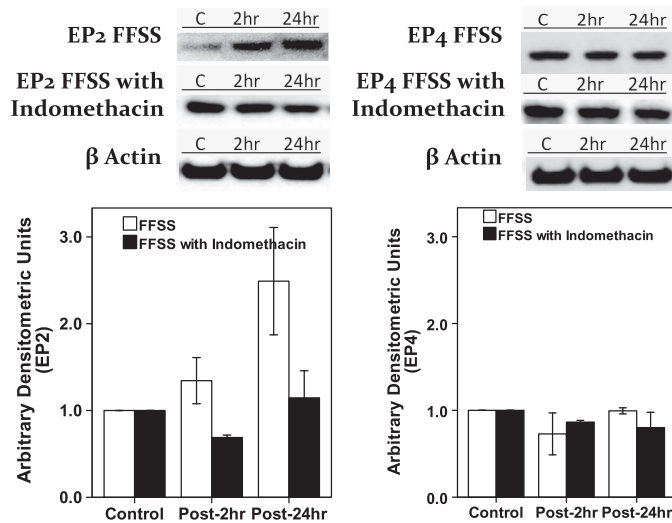 EP2 FFSS
C 2hr 24hr
EP2 FFSS with
Indomethacin
C 2hr 24hr
β Actin
C 2hr 24hr
EP4 FFSS
C 2hr 24hr
EP4 FFSS with
Indomethacin
C 2hr 24hr
β Actin
C 2hr 24hr
FFSS
FFSS with Indomethacin
Arbitrary Densitometric Units
(EP2)
3.0
2.0
1.0
0.0
Control Post-2hr Post-24hr
FFSS
FFSS with Indomethacin
Arbitrary Densitometric Units
(EP4)
3.0
2.0
1.0
0.0
Control Post-2hr Post-24hr